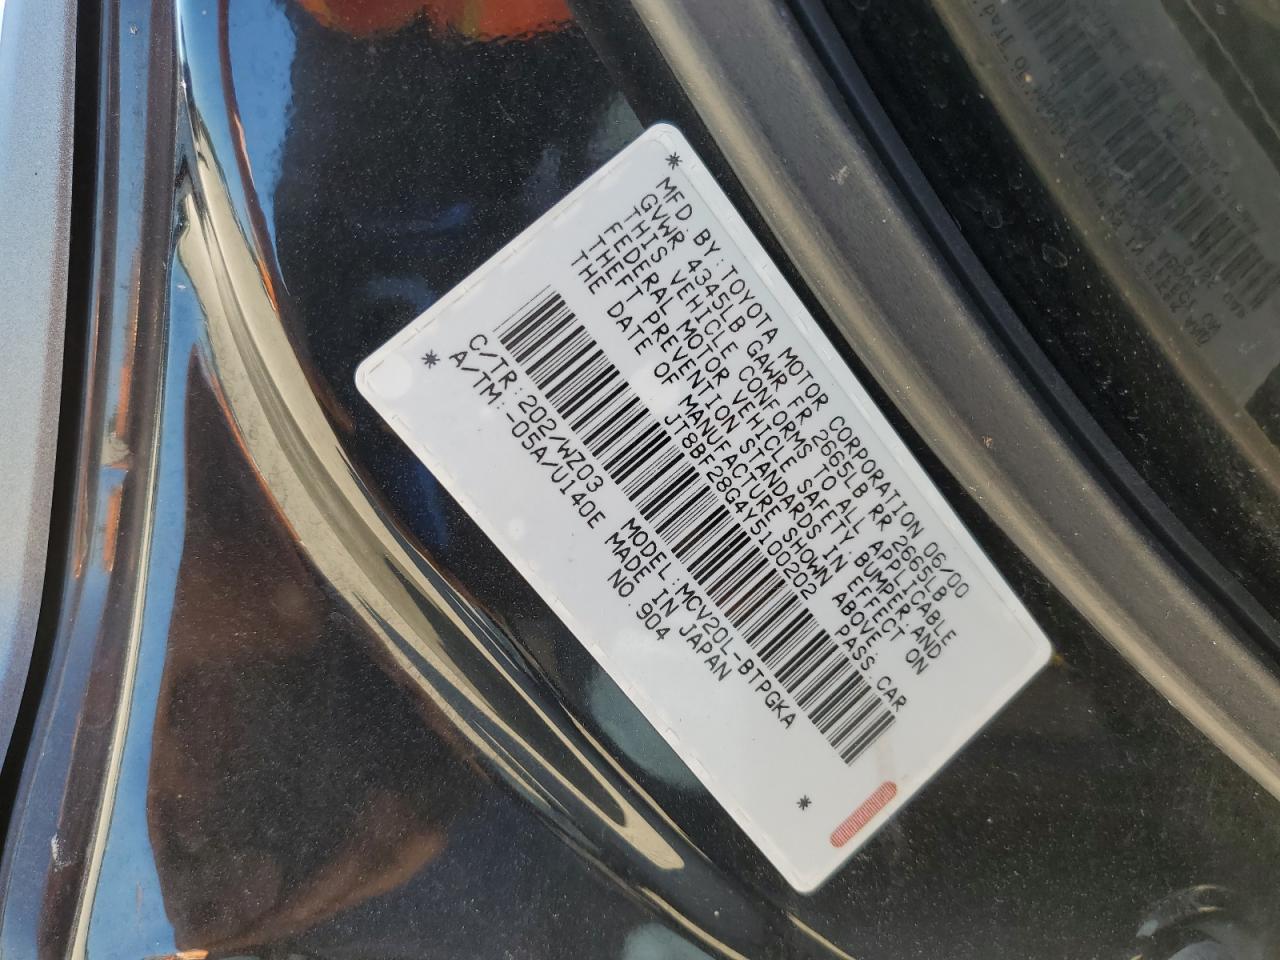 MFD. BY: TOYOTA MOTOR CORPORATION 06/00
GVWR 4345LB GAWR FR 2665LB RR 2665LB
THIS VEHICLE CONFORMS TO ALL APPLICABLE
FEDERAL MOTOR VEHICLE SAFETY, BUMPER, AND
THEFT PREVENTION STANDARDS IN EFFECT ON
THE DATE OF MANUFACTURE SHOWN ABOVE.
JT8BF28G4Y5100202 PASS. CAR
C/TR: 202/WZ03 MODEL: MCV20L-BTPGKA
A/TM: -05A/U140E MADE IN JAPAN
NO. 904